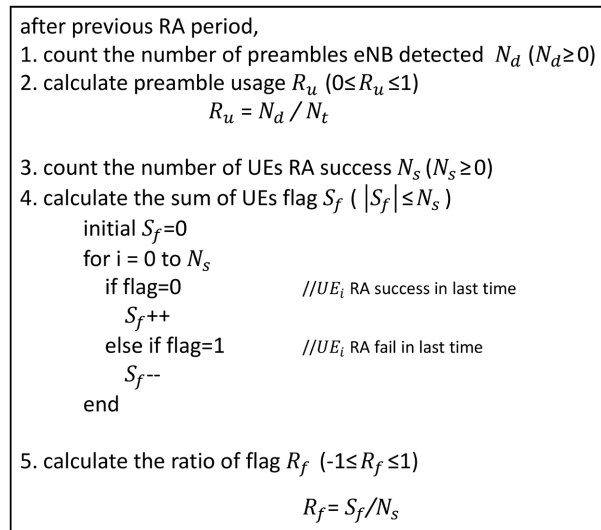 after previous RA period,
1. count the number of preambles eNB detected N_d (N_d≥0)
2. calculate preamble usage R_u (0≤R_u≤1)
R_u = N_d / N_t
3. count the number of UEs RA success N_s (N_s≥0)
4. calculate the sum of UEs flag S_f ( |S_f|≤N_s )
initial S_f=0
for i = 0 to N_s
if flag=0 //UE_i RA success in last time
S_f++
else if flag=1 //UE_i RA fail in last time
S_f--
end
5. calculate the ratio of flag R_f (-1≤R_f≤1)
R_f= S_f/N_s